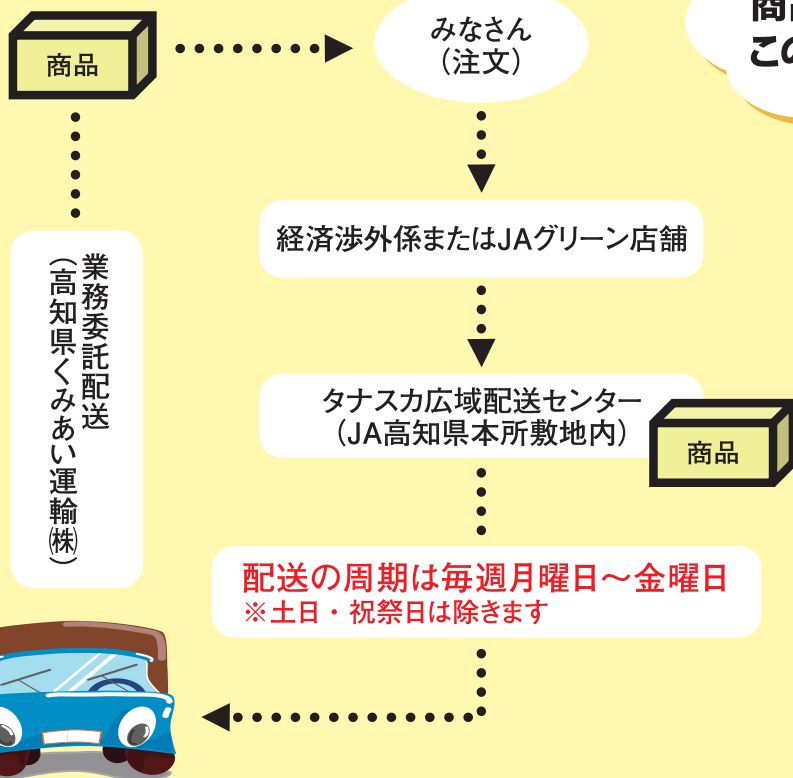 商品
みなさん
（注文）
経済渉外係またはJAグリーン店舗
タナスカ広域配送センター
（JA高知県本所敷地内）
商品
配送の周期は毎週月曜日～金曜日
※土日・祝祭日は除きます
業務委託配送
（高知県くみあい運輸㈱）
この